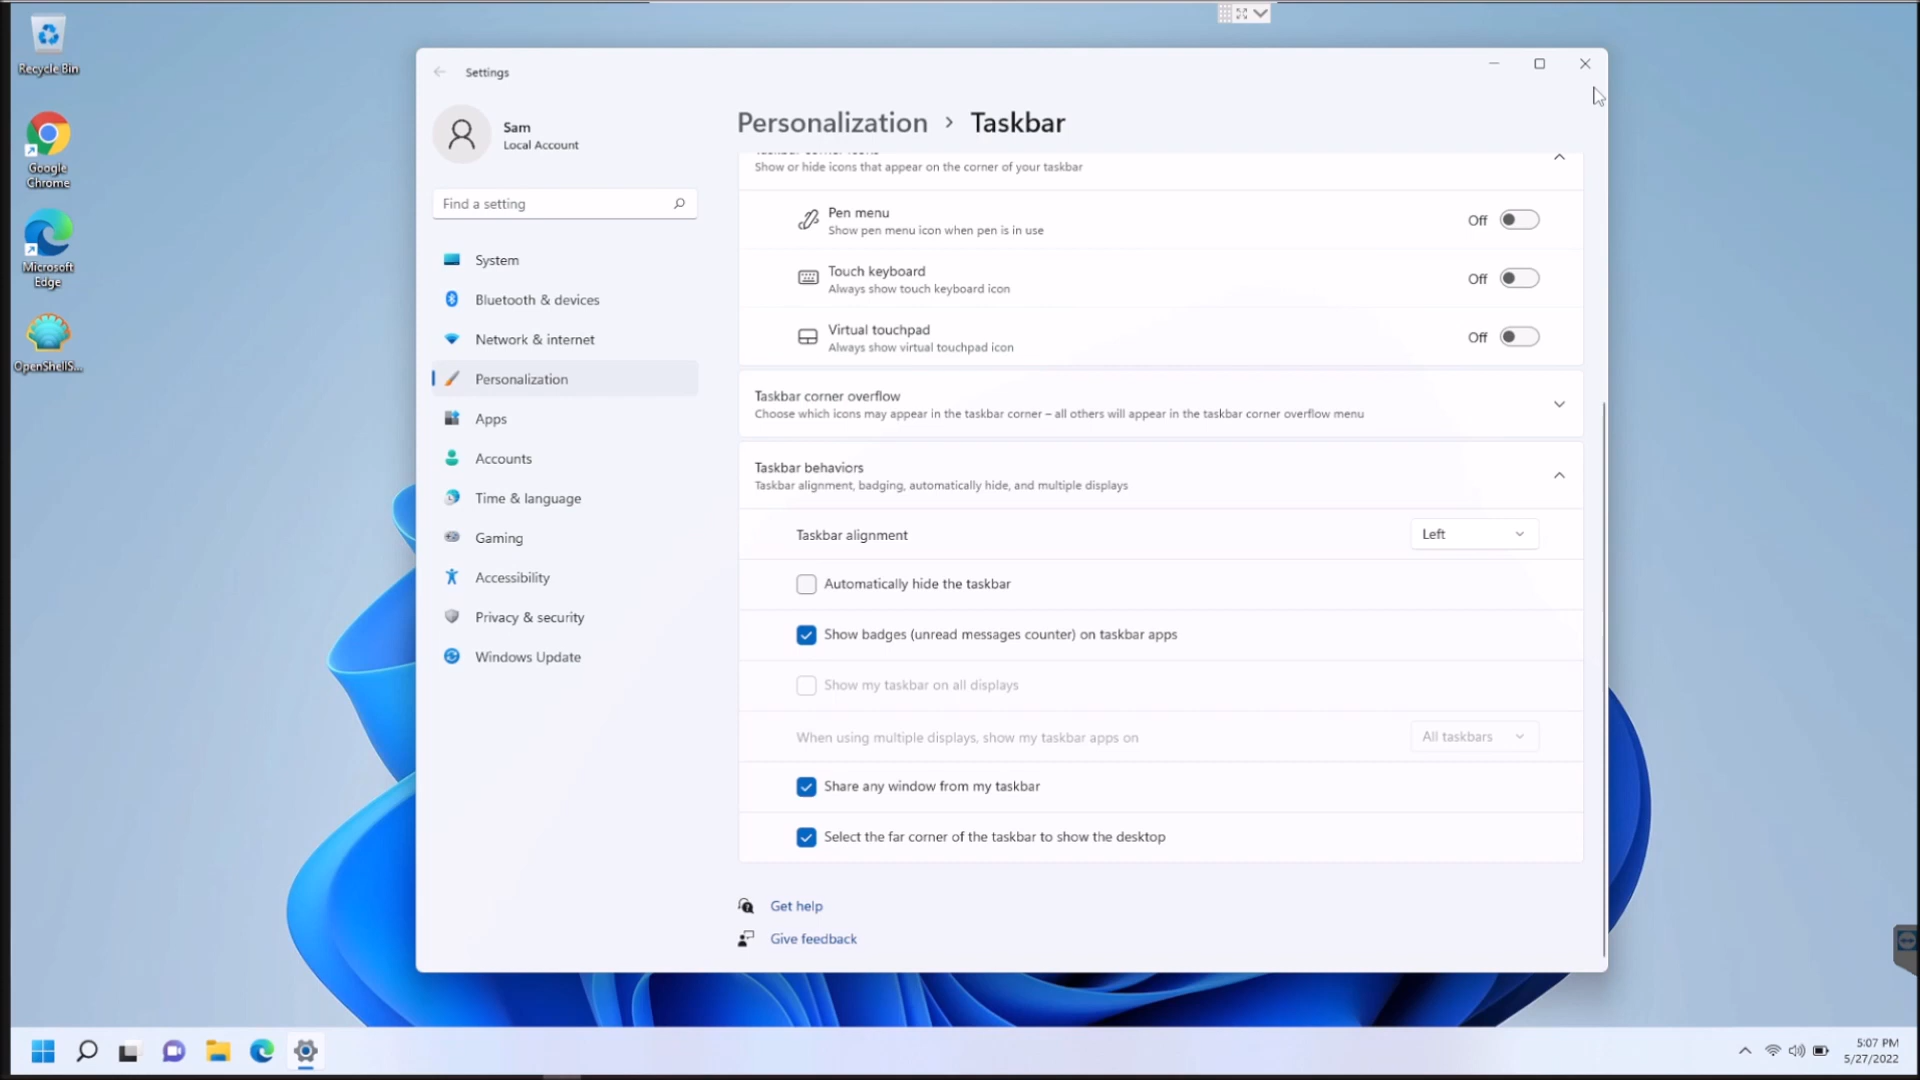 Recycle Bin
Google
Chrome
Microsoft
Edge
OpenShellS...
Settings
Sam
Local Account
Find a setting
System
Bluetooth & devices
Network & internet
Personalization
Apps
Accounts
Time & language
Gaming
Accessibility
Privacy & security
Windows Update
Personalization > Taskbar
Show or hide icons that appear on the corner of your taskbar
Pen menu
Show pen menu icon when pen is in use
Off
Touch keyboard
Always show touch keyboard icon
Off
Virtual touchpad
Always show virtual touchpad icon
Off
Taskbar corner overflow
Choose which icons may appear in the taskbar corner – all others will appear in the taskbar corner overflow menu
Taskbar behaviors
Taskbar alignment, badging, automatically hide, and multiple displays
Taskbar alignment
Left
Automatically hide the taskbar
Show badges (unread messages counter) on taskbar apps
Show my taskbar on all displays
When using multiple displays, show my taskbar apps on
All taskbars
Share any window from my taskbar
Select the far corner of the taskbar to show the desktop
Get help
Give feedback
5:07 PM
5/27/2022